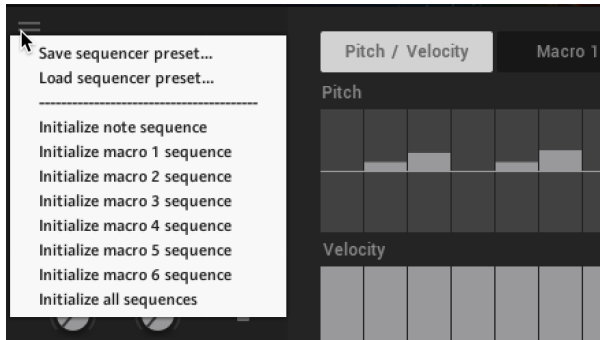 Save sequencer preset...
Load sequencer preset...
----------------------------------------
Initialize note sequence
Initialize macro 1 sequence
Initialize macro 2 sequence
Initialize macro 3 sequence
Initialize macro 4 sequence
Initialize macro 5 sequence
Initialize macro 6 sequence
Initialize all sequences
Pitch / Velocity
Macro 1
Pitch
Velocity